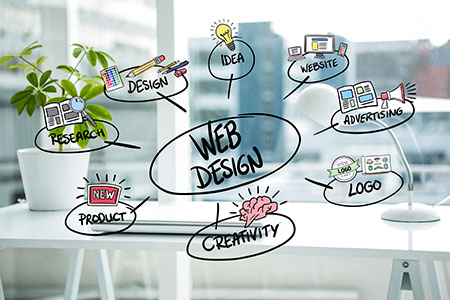 IDEA
DESIGN
WEBSITE
ADVERTISING
RESEARCH
WEB
DESIGN
LOGO
LOGO
NEW
PRODUCT
CREATIVITY